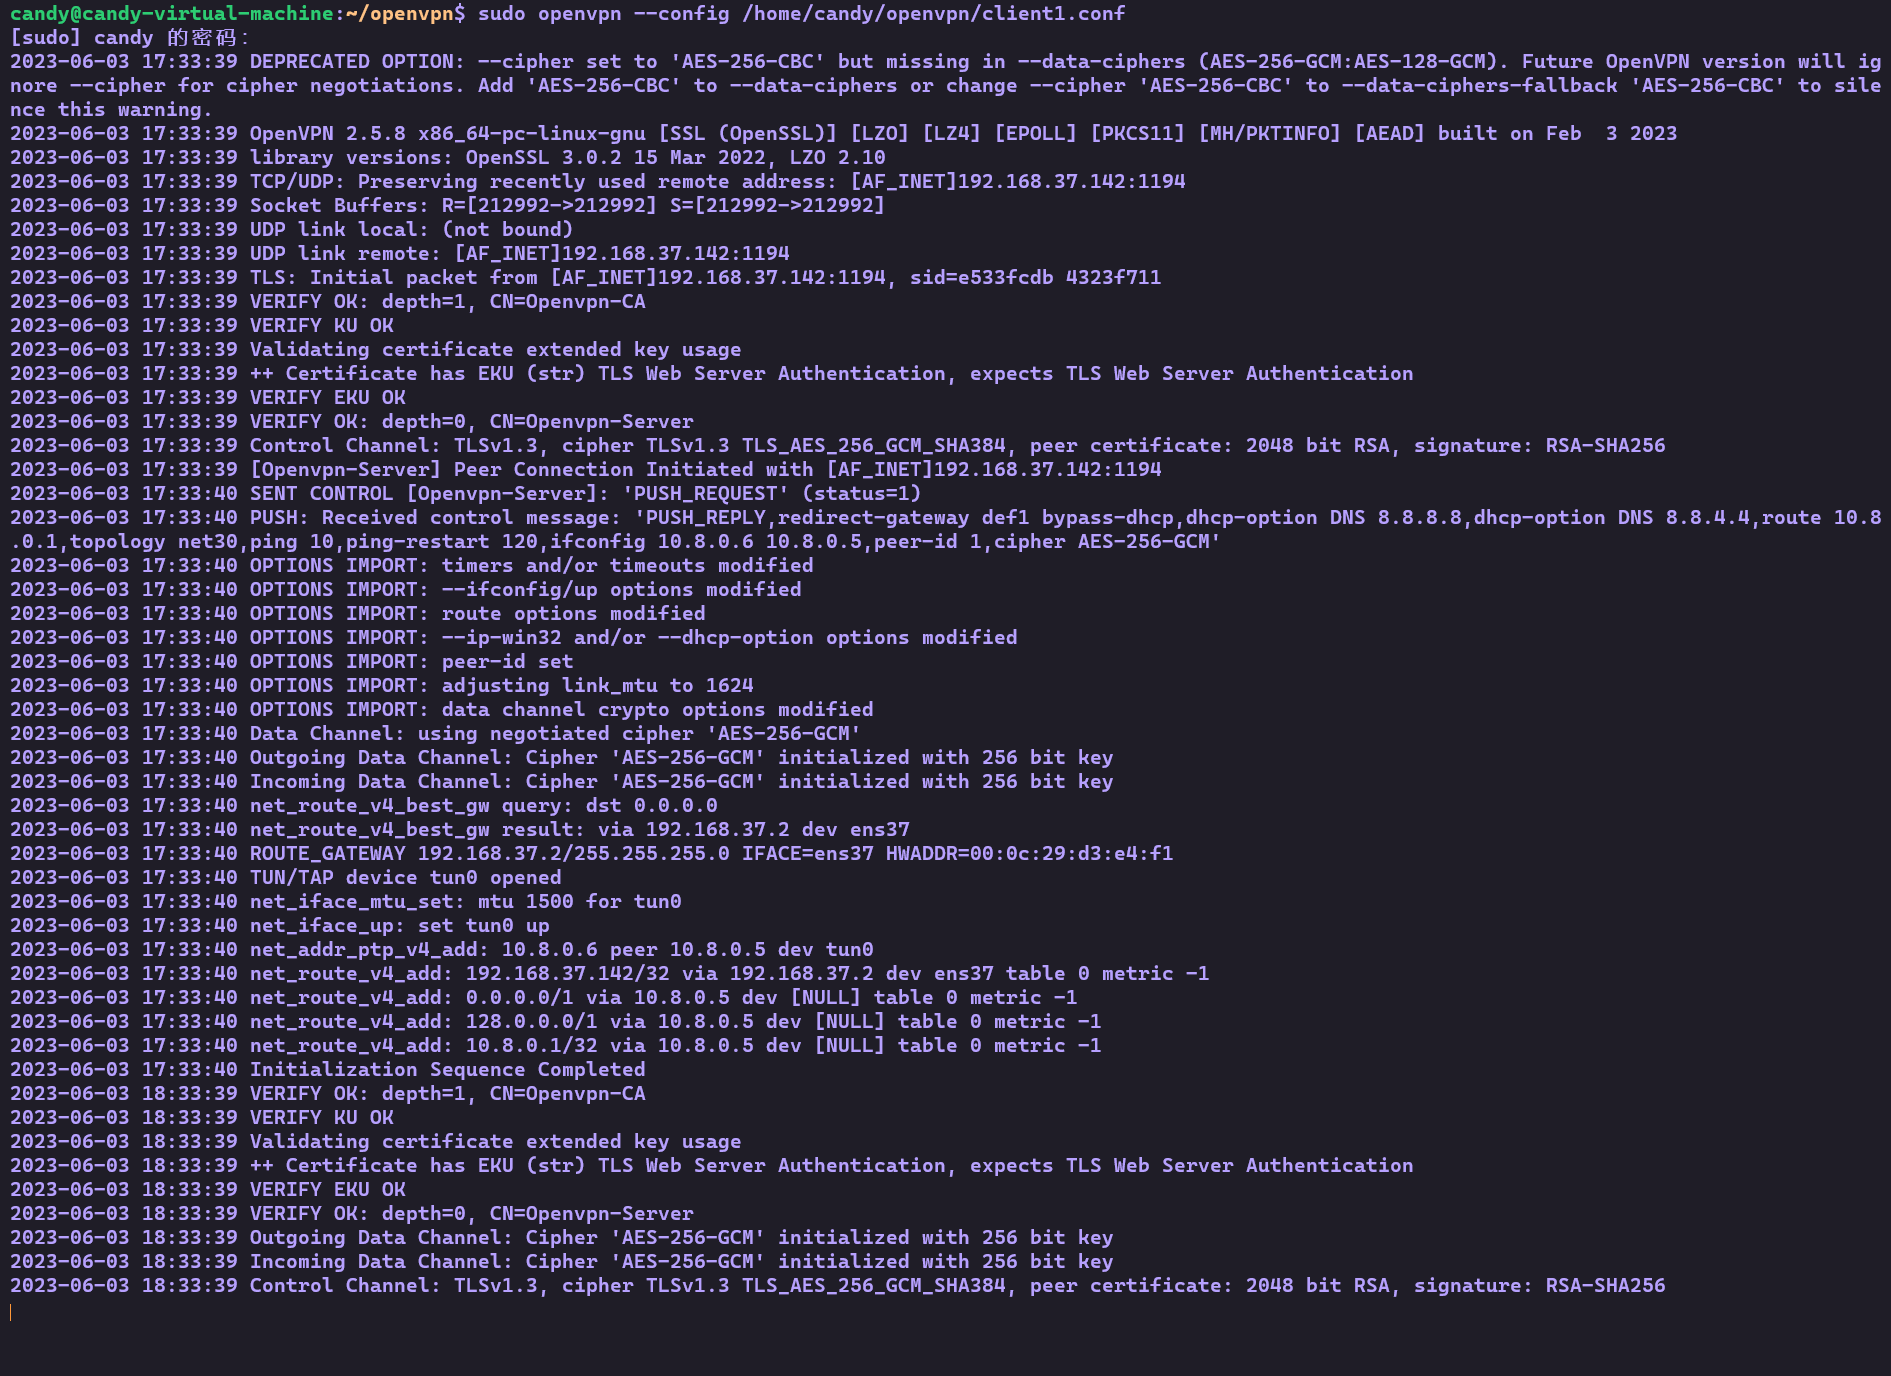 candy@candy-virtual-machine:~/openvpn$ sudo openvpn --config /home/candy/openvpn/client1.conf
[sudo] candy 的密码：
2023-06-03 17:33:39 DEPRECATED OPTION: --cipher set to 'AES-256-CBC' but missing in --data-ciphers (AES-256-GCM:AES-128-GCM). Future OpenVPN version will ig
nore --cipher for cipher negotiations. Add 'AES-256-CBC' to --data-ciphers or change --cipher 'AES-256-CBC' to --data-ciphers-fallback 'AES-256-CBC' to sile
nce this warning.
2023-06-03 17:33:39 OpenVPN 2.5.8 x86_64-pc-linux-gnu [SSL (OpenSSL)] [LZO] [LZ4] [EPOLL] [PKCS11] [MH/PKTINFO] [AEAD] built on Feb  3 2023
2023-06-03 17:33:39 library versions: OpenSSL 3.0.2 15 Mar 2022, LZO 2.10
2023-06-03 17:33:39 TCP/UDP: Preserving recently used remote address: [AF_INET]192.168.37.142:1194
2023-06-03 17:33:39 Socket Buffers: R=[212992->212992] S=[212992->212992]
2023-06-03 17:33:39 UDP link local: (not bound)
2023-06-03 17:33:39 UDP link remote: [AF_INET]192.168.37.142:1194
2023-06-03 17:33:39 TLS: Initial packet from [AF_INET]192.168.37.142:1194, sid=e533fcdb 4323f711
2023-06-03 17:33:39 VERIFY OK: depth=1, CN=Openvpn-CA
2023-06-03 17:33:39 VERIFY KU OK
2023-06-03 17:33:39 Validating certificate extended key usage
2023-06-03 17:33:39 ++ Certificate has EKU (str) TLS Web Server Authentication, expects TLS Web Server Authentication
2023-06-03 17:33:39 VERIFY EKU OK
2023-06-03 17:33:39 VERIFY OK: depth=0, CN=Openvpn-Server
2023-06-03 17:33:39 Control Channel: TLSv1.3, cipher TLSv1.3 TLS_AES_256_GCM_SHA384, peer certificate: 2048 bit RSA, signature: RSA-SHA256
2023-06-03 17:33:39 [Openvpn-Server] Peer Connection Initiated with [AF_INET]192.168.37.142:1194
2023-06-03 17:33:40 SENT CONTROL [Openvpn-Server]: 'PUSH_REQUEST' (status=1)
2023-06-03 17:33:40 PUSH: Received control message: 'PUSH_REPLY,redirect-gateway def1 bypass-dhcp,dhcp-option DNS 8.8.8.8,dhcp-option DNS 8.8.4.4,route 10.8
.0.1,topology net30,ping 10,ping-restart 120,ifconfig 10.8.0.6 10.8.0.5,peer-id 1,cipher AES-256-GCM'
2023-06-03 17:33:40 OPTIONS IMPORT: timers and/or timeouts modified
2023-06-03 17:33:40 OPTIONS IMPORT: --ifconfig/up options modified
2023-06-03 17:33:40 OPTIONS IMPORT: route options modified
2023-06-03 17:33:40 OPTIONS IMPORT: --ip-win32 and/or --dhcp-option options modified
2023-06-03 17:33:40 OPTIONS IMPORT: peer-id set
2023-06-03 17:33:40 OPTIONS IMPORT: adjusting link_mtu to 1624
2023-06-03 17:33:40 OPTIONS IMPORT: data channel crypto options modified
2023-06-03 17:33:40 Data Channel: using negotiated cipher 'AES-256-GCM'
2023-06-03 17:33:40 Outgoing Data Channel: Cipher 'AES-256-GCM' initialized with 256 bit key
2023-06-03 17:33:40 Incoming Data Channel: Cipher 'AES-256-GCM' initialized with 256 bit key
2023-06-03 17:33:40 net_route_v4_best_gw query: dst 0.0.0.0
2023-06-03 17:33:40 net_route_v4_best_gw result: via 192.168.37.2 dev ens37
2023-06-03 17:33:40 ROUTE_GATEWAY 192.168.37.2/255.255.255.0 IFACE=ens37 HWADDR=00:0c:29:d3:e4:f1
2023-06-03 17:33:40 TUN/TAP device tun0 opened
2023-06-03 17:33:40 net_iface_mtu_set: mtu 1500 for tun0
2023-06-03 17:33:40 net_iface_up: set tun0 up
2023-06-03 17:33:40 net_addr_ptp_v4_add: 10.8.0.6 peer 10.8.0.5 dev tun0
2023-06-03 17:33:40 net_route_v4_add: 192.168.37.142/32 via 192.168.37.2 dev ens37 table 0 metric -1
2023-06-03 17:33:40 net_route_v4_add: 0.0.0.0/1 via 10.8.0.5 dev [NULL] table 0 metric -1
2023-06-03 17:33:40 net_route_v4_add: 128.0.0.0/1 via 10.8.0.5 dev [NULL] table 0 metric -1
2023-06-03 17:33:40 net_route_v4_add: 10.8.0.1/32 via 10.8.0.5 dev [NULL] table 0 metric -1
2023-06-03 17:33:40 Initialization Sequence Completed
2023-06-03 18:33:39 VERIFY OK: depth=1, CN=Openvpn-CA
2023-06-03 18:33:39 VERIFY KU OK
2023-06-03 18:33:39 Validating certificate extended key usage
2023-06-03 18:33:39 ++ Certificate has EKU (str) TLS Web Server Authentication, expects TLS Web Server Authentication
2023-06-03 18:33:39 VERIFY EKU OK
2023-06-03 18:33:39 VERIFY OK: depth=0, CN=Openvpn-Server
2023-06-03 18:33:39 Outgoing Data Channel: Cipher 'AES-256-GCM' initialized with 256 bit key
2023-06-03 18:33:39 Incoming Data Channel: Cipher 'AES-256-GCM' initialized with 256 bit key
2023-06-03 18:33:39 Control Channel: TLSv1.3, cipher TLSv1.3 TLS_AES_256_GCM_SHA384, peer certificate: 2048 bit RSA, signature: RSA-SHA256